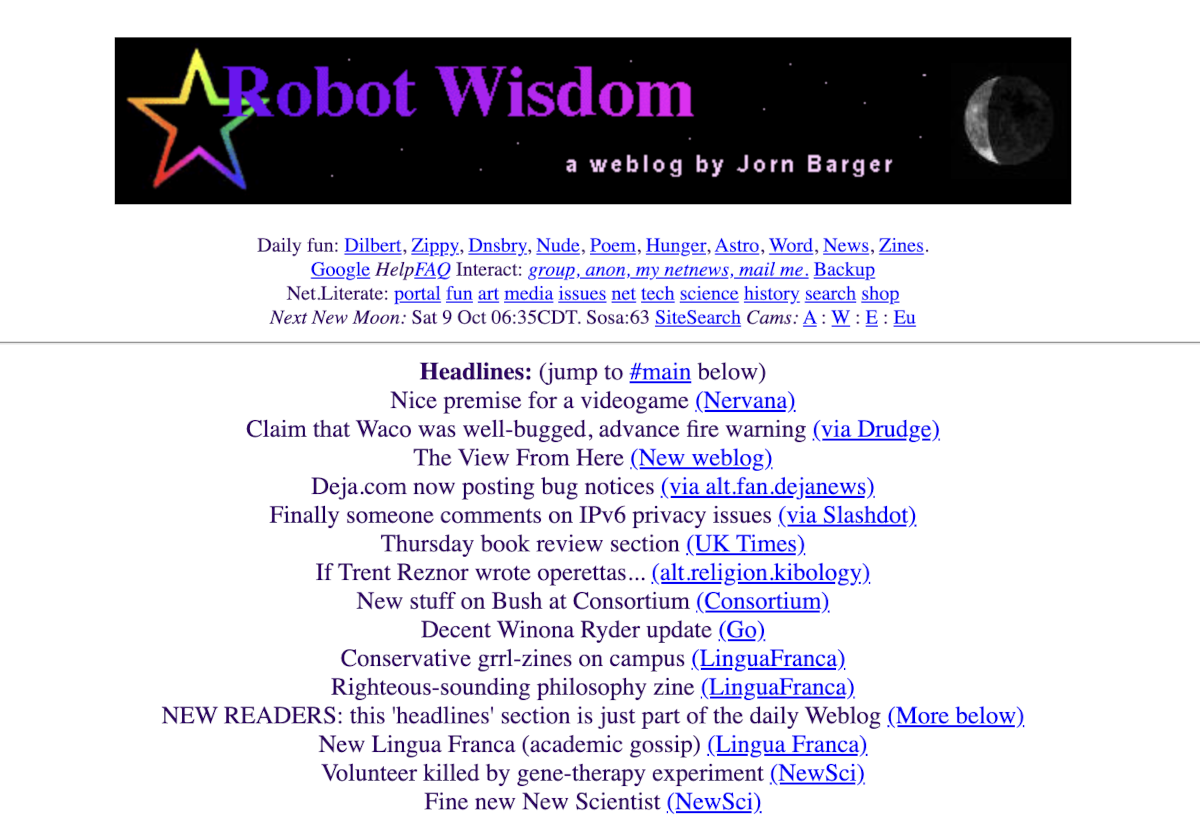 Robot Wisdom
a weblog by Jorn Barger
Daily fun: Dilbert, Zippy, Dnsbry, Nude, Poem, Hunger, Astro, Word, News, Zines.
Google HelpFAQ Interact: group, anon, my netnews, mail me. Backup
Net.Literate: portal fun art media issues net tech science history search shop
Next New Moon: Sat 9 Oct 06:35CDT. Sosa:63 SiteSearch Cams: A : W : E : Eu
Headlines: (jump to #main below)
Nice premise for a videogame (Nervana)
Claim that Waco was well-bugged, advance fire warning (via Drudge)
The View From Here (New weblog)
Deja.com now posting bug notices (via alt.fan.dejanews)
Finally someone comments on IPv6 privacy issues (via Slashdot)
Thursday book review section (UK Times)
If Trent Reznor wrote operettas... (alt.religion.kibology)
New stuff on Bush at Consortium (Consortium)
Decent Winona Ryder update (Go)
Conservative grrl-zines on campus (LinguaFranca)
Righteous-sounding philosophy zine (LinguaFranca)
NEW READERS: this 'headlines' section is just part of the daily Weblog (More below)
New Lingua Franca (academic gossip) (Lingua Franca)
Volunteer killed by gene-therapy experiment (NewSci)
Fine new New Scientist (NewSci)